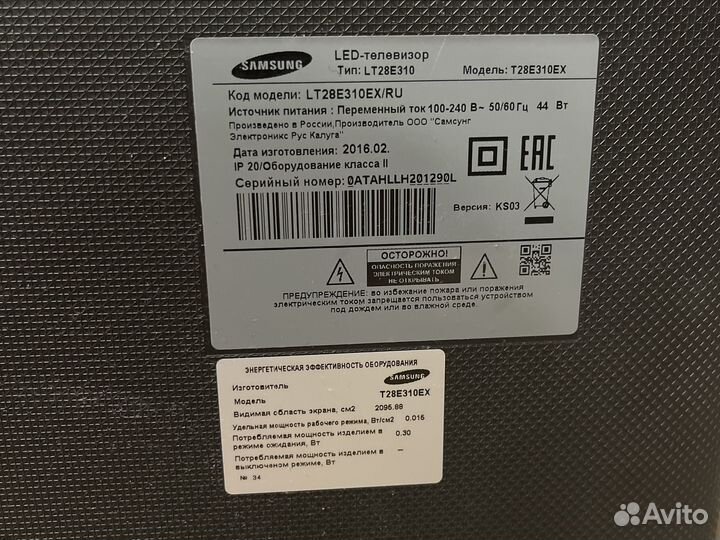 SAMSUNG
LED-телевизор
Тип: LT28E310
Модель: T28E310EX
Код модели: LT28E310EX/RU
Источник питания : Переменный ток 100-240 В~ 50/60 Гц 44 Вт
Произведено в России,Производитель ООО "Самсунг
Электроникс Рус Калуга"
Дата изготовления: 2016.02.
IP 20/Оборудование класса II
Серийный номер: 0ATAHLLH201290L
EAC
Версия: KS03
ОСТОРОЖНО!
ОПАСНОСТЬ ПОРАЖЕНИЯ
ЭЛЕКТРИЧЕСКИМ ТОКОМ
НЕ ОТКРЫВАТЬ!
ПРЕДУПРЕЖДЕНИЕ: во избежание пожара или поражения
электрическим током запрещается пользоваться устройством
под дождем или во влажной среде.
ЭНЕРГЕТИЧЕСКАЯ ЭФФЕКТИВНОСТЬ ОБОРУДОВАНИЯ
Изготовитель SAMSUNG
Модель T28E310EX
Видимая область экрана, см2 2095.88
Удельная мощность рабочего режима, Вт/см2 0.015
Потребляемая мощность изделием в
режиме ожидания, Вт 0.30
Потребляемая мощность изделием в
выключеном режиме, Вт –
№ 34
Avito